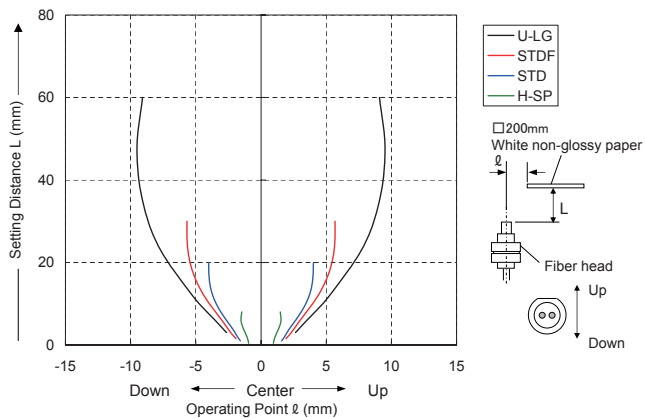 Setting Distance L (mm)
80
60
40
20
0
-15
-10
-5
0
5
10
15
Down
Center
Up
Operating Point ℓ (mm)
U-LG
STDF
STD
H-SP
□200mm
White non-glossy paper
ℓ
L
Fiber head
Up
Down